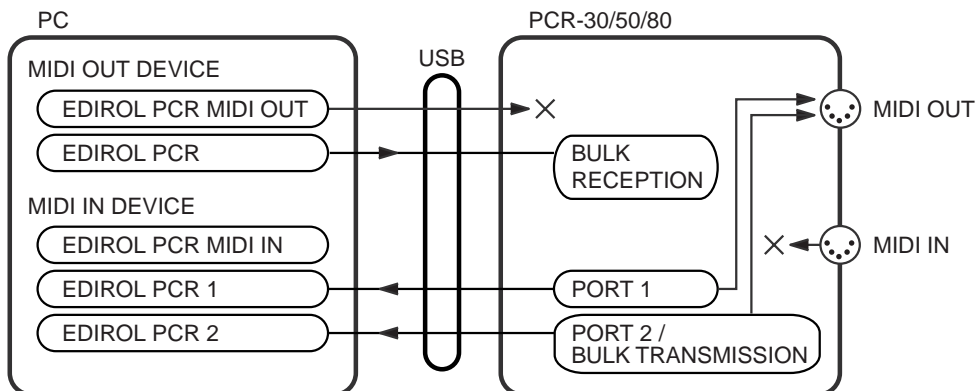 PC
PCR-30/50/80
USB
MIDI OUT DEVICE
EDIROL PCR MIDI OUT
MIDI OUT
EDIROL PCR
BULK
RECEPTION
MIDI IN DEVICE
EDIROL PCR MIDI IN
MIDI IN
EDIROL PCR 1
PORT 1
EDIROL PCR 2
PORT 2 /
BULK TRANSMISSION